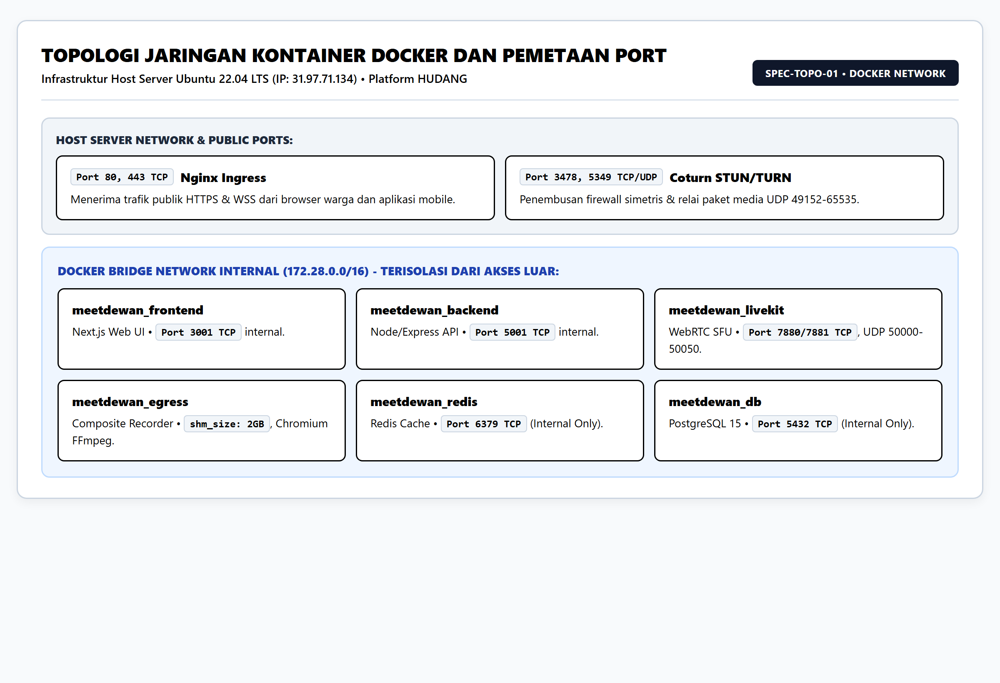 TOPOLOGI JARINGAN KONTAINER DOCKER DAN PEMETAAN PORT
Infrastruktur Host Server Ubuntu 22.04 LTS (IP: 31.97.71.134) • Platform HUDANG
SPEC-TOPO-01 • DOCKER NETWORK
HOST SERVER NETWORK & PUBLIC PORTS:
Port 80, 443 TCP Nginx Ingress
Menerima trafik publik HTTPS & WSS dari browser warga dan aplikasi mobile.
Port 3478, 5349 TCP/UDP Coturn STUN/TURN
Penembusan firewall simetris & relai paket media UDP 49152-65535.
DOCKER BRIDGE NETWORK INTERNAL (172.28.0.0/16) - TERISOLASI DARI AKSES LUAR:
meetdewan_frontend
Next.js Web UI • Port 3001 TCP internal.
meetdewan_backend
Node/Express API • Port 5001 TCP internal.
meetdewan_livekit
WebRTC SFU • Port 7880/7881 TCP, UDP 50000-
50050.
meetdewan_egress
Composite Recorder • shm_size: 2GB, Chromium
FFmpeg.
meetdewan_redis
Redis Cache • Port 6379 TCP (Internal Only).
meetdewan_db
PostgreSQL 15 • Port 5432 TCP (Internal Only).